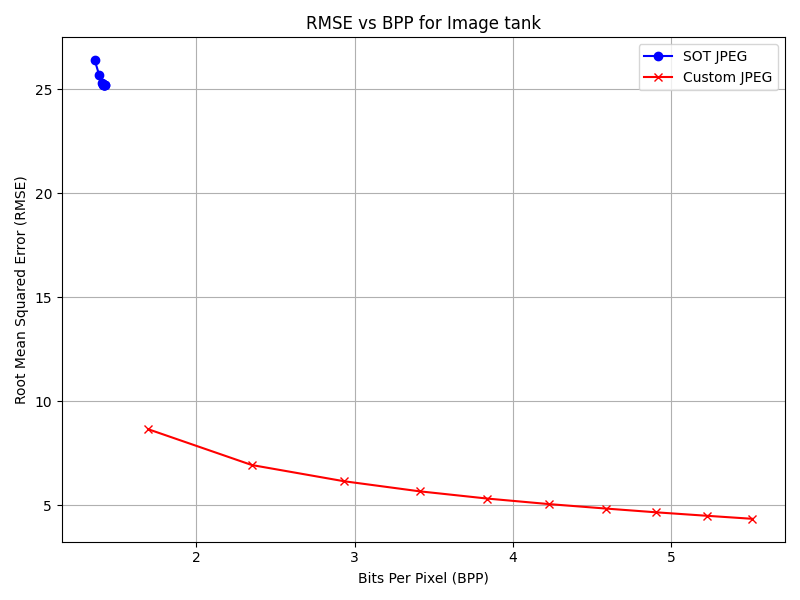 RMSE vs BPP for Image tank
SOT JPEG
Custom JPEG
25
20
15
10
5
Root Mean Squared Error (RMSE)
2
3
4
5
Bits Per Pixel (BPP)